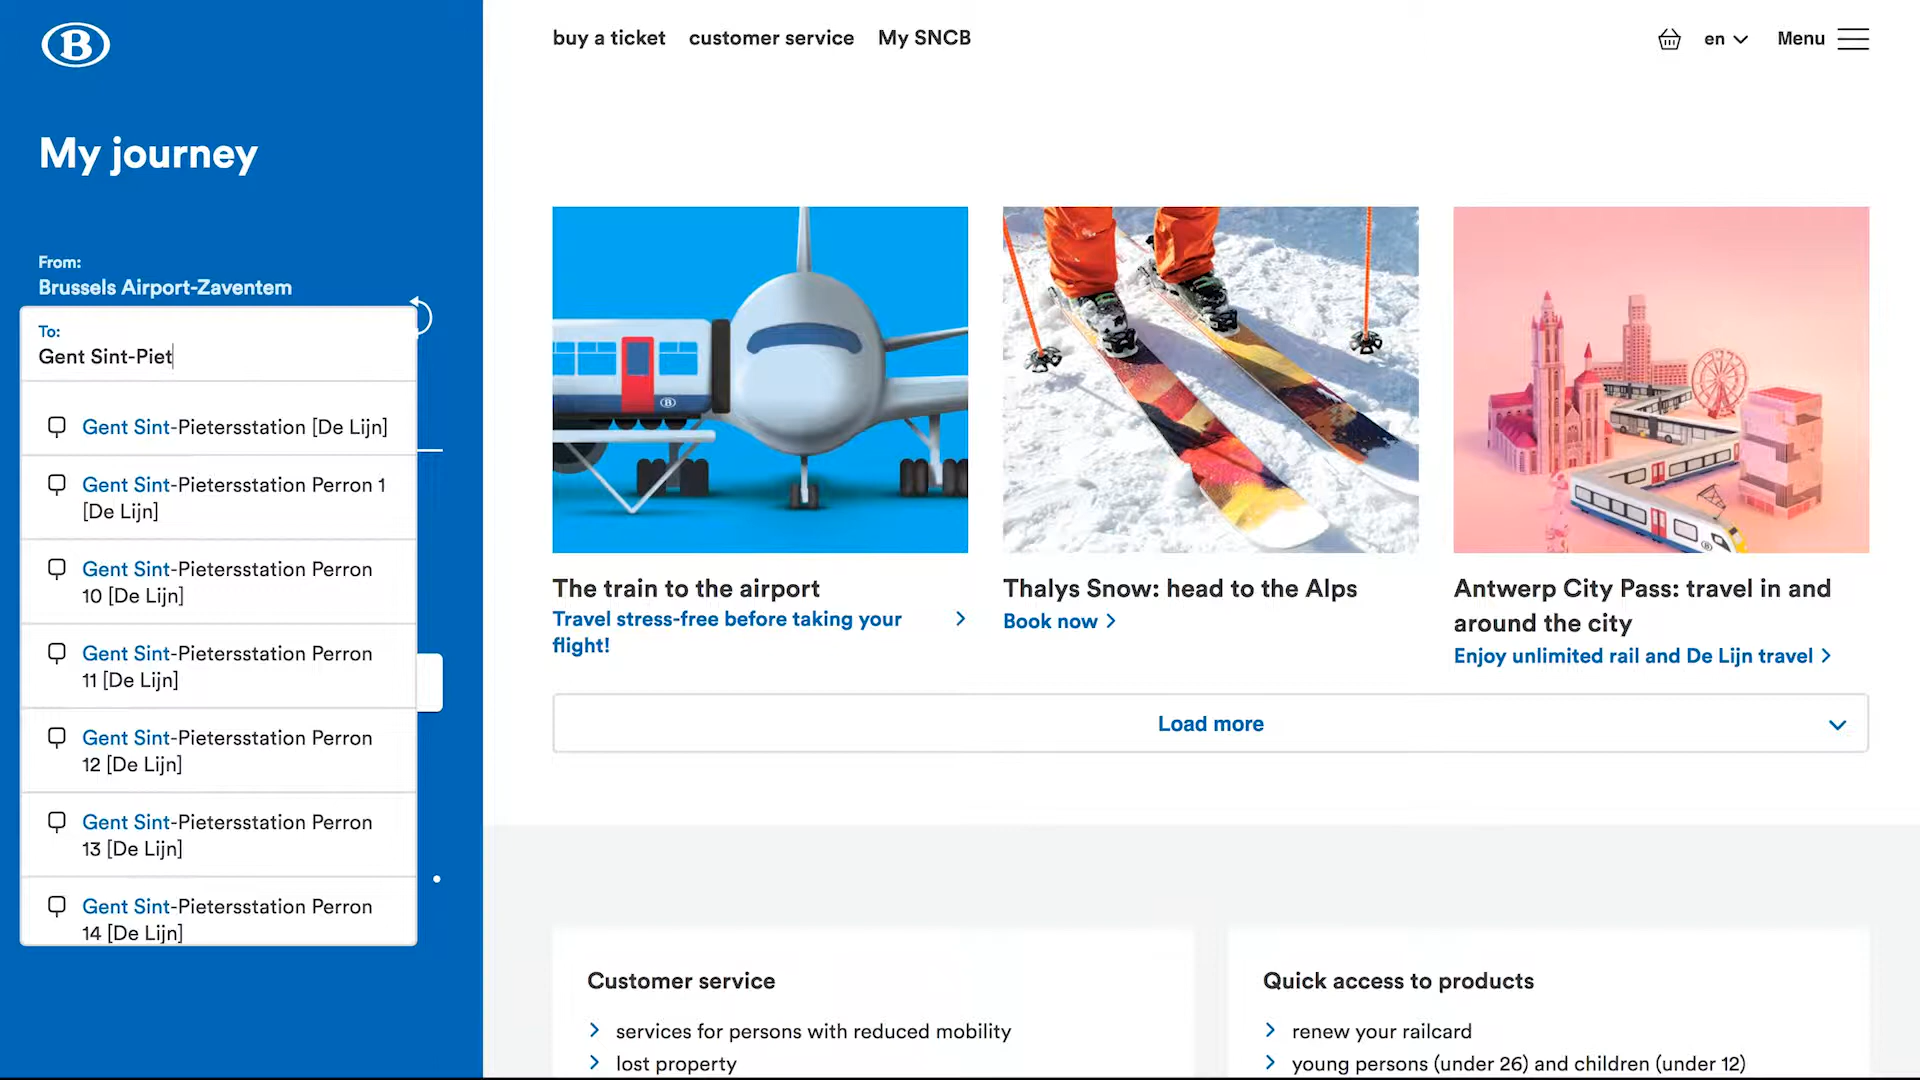 B
buy a ticket customer service My SNCB
en Menu
My journey
From:
Brussels Airport-Zaventem
To:
Gent Sint-Piet
Gent Sint-Pietersstation [De Lijn]
Gent Sint-Pietersstation Perron 1
[De Lijn]
Gent Sint-Pietersstation Perron
10 [De Lijn]
Gent Sint-Pietersstation Perron
11 [De Lijn]
Gent Sint-Pietersstation Perron
12 [De Lijn]
Gent Sint-Pietersstation Perron
13 [De Lijn]
Gent Sint-Pietersstation Perron
14 [De Lijn]
B
The train to the airport
Travel stress-free before taking your
flight!
Thalys Snow: head to the Alps
Book now
B
Antwerp City Pass: travel in and
around the city
Enjoy unlimited rail and De Lijn travel
Load more
Customer service
services for persons with reduced mobility
lost property
Quick access to products
renew your railcard
young persons (under 26) and children (under 12)